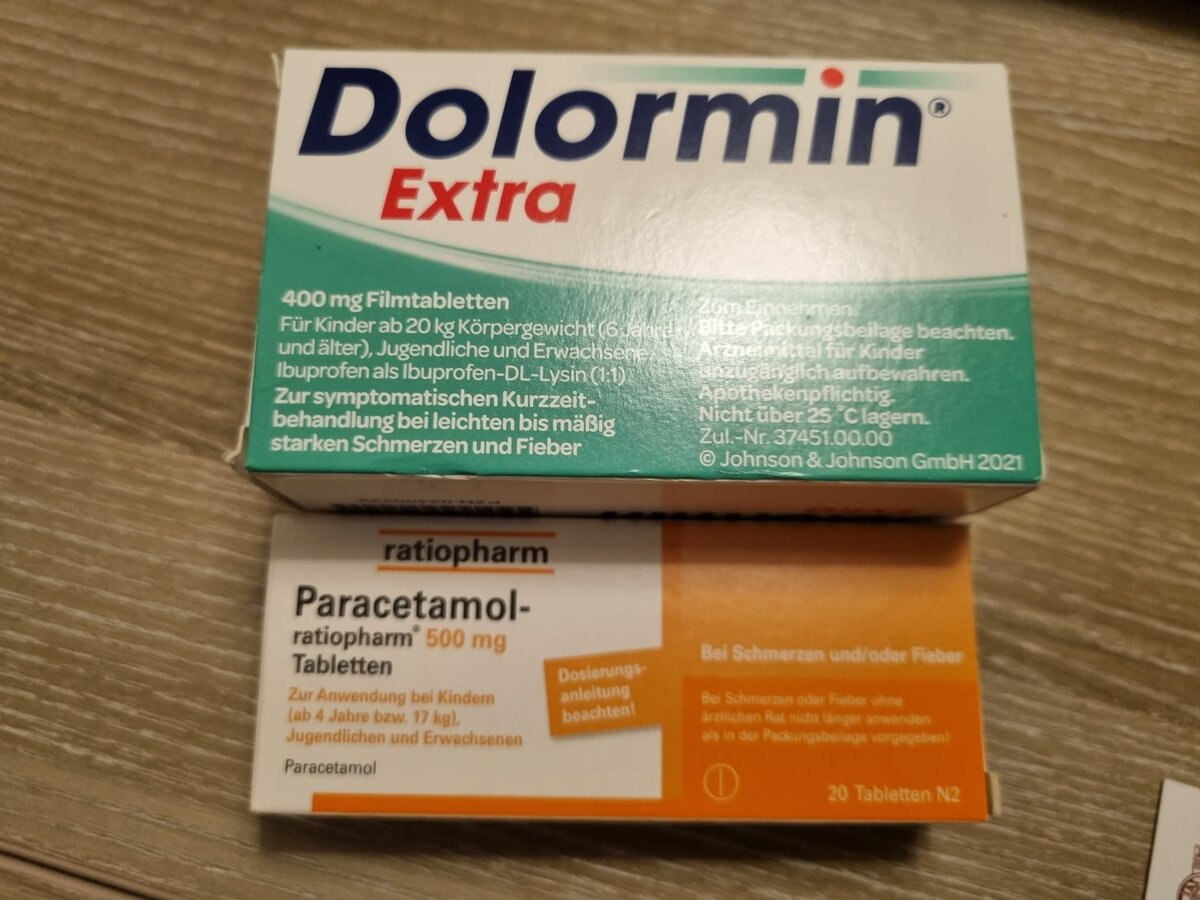 Dolormin®
Extra
400 mg Filmtabletten
Für Kinder ab 20 kg Körpergewicht (6 Jahre
und älter), Jugendliche und Erwachsene.
Ibuprofen als Ibuprofen-DL-Lysin (1:1)
Zur symptomatischen Kurzzeit-
behandlung bei leichten bis mäßig
starken Schmerzen und Fieber
Zum Einnehmen.
Bitte Packungsbeilage beachten.
Arzneimittel für Kinder
unzugänglich aufbewahren.
Apothekenpflichtig.
Nicht über 25 °C lagern.
Zul.-Nr. 37451.00.00
© Johnson & Johnson GmbH 2021
ratiopharm
Paracetamol-
ratiopharm® 500 mg
Tabletten
Zur Anwendung bei Kindern
(ab 4 Jahre bzw. 17 kg),
Jugendlichen und Erwachsenen
Paracetamol
Dosierungs-
anleitung
beachten!
Bei Schmerzen und/oder Fieber
Bei Schmerzen oder Fieber ohne
ärztlichen Rat nicht länger anwenden
als in der Packungsbeilage vorgegeben!
20 Tabletten N2